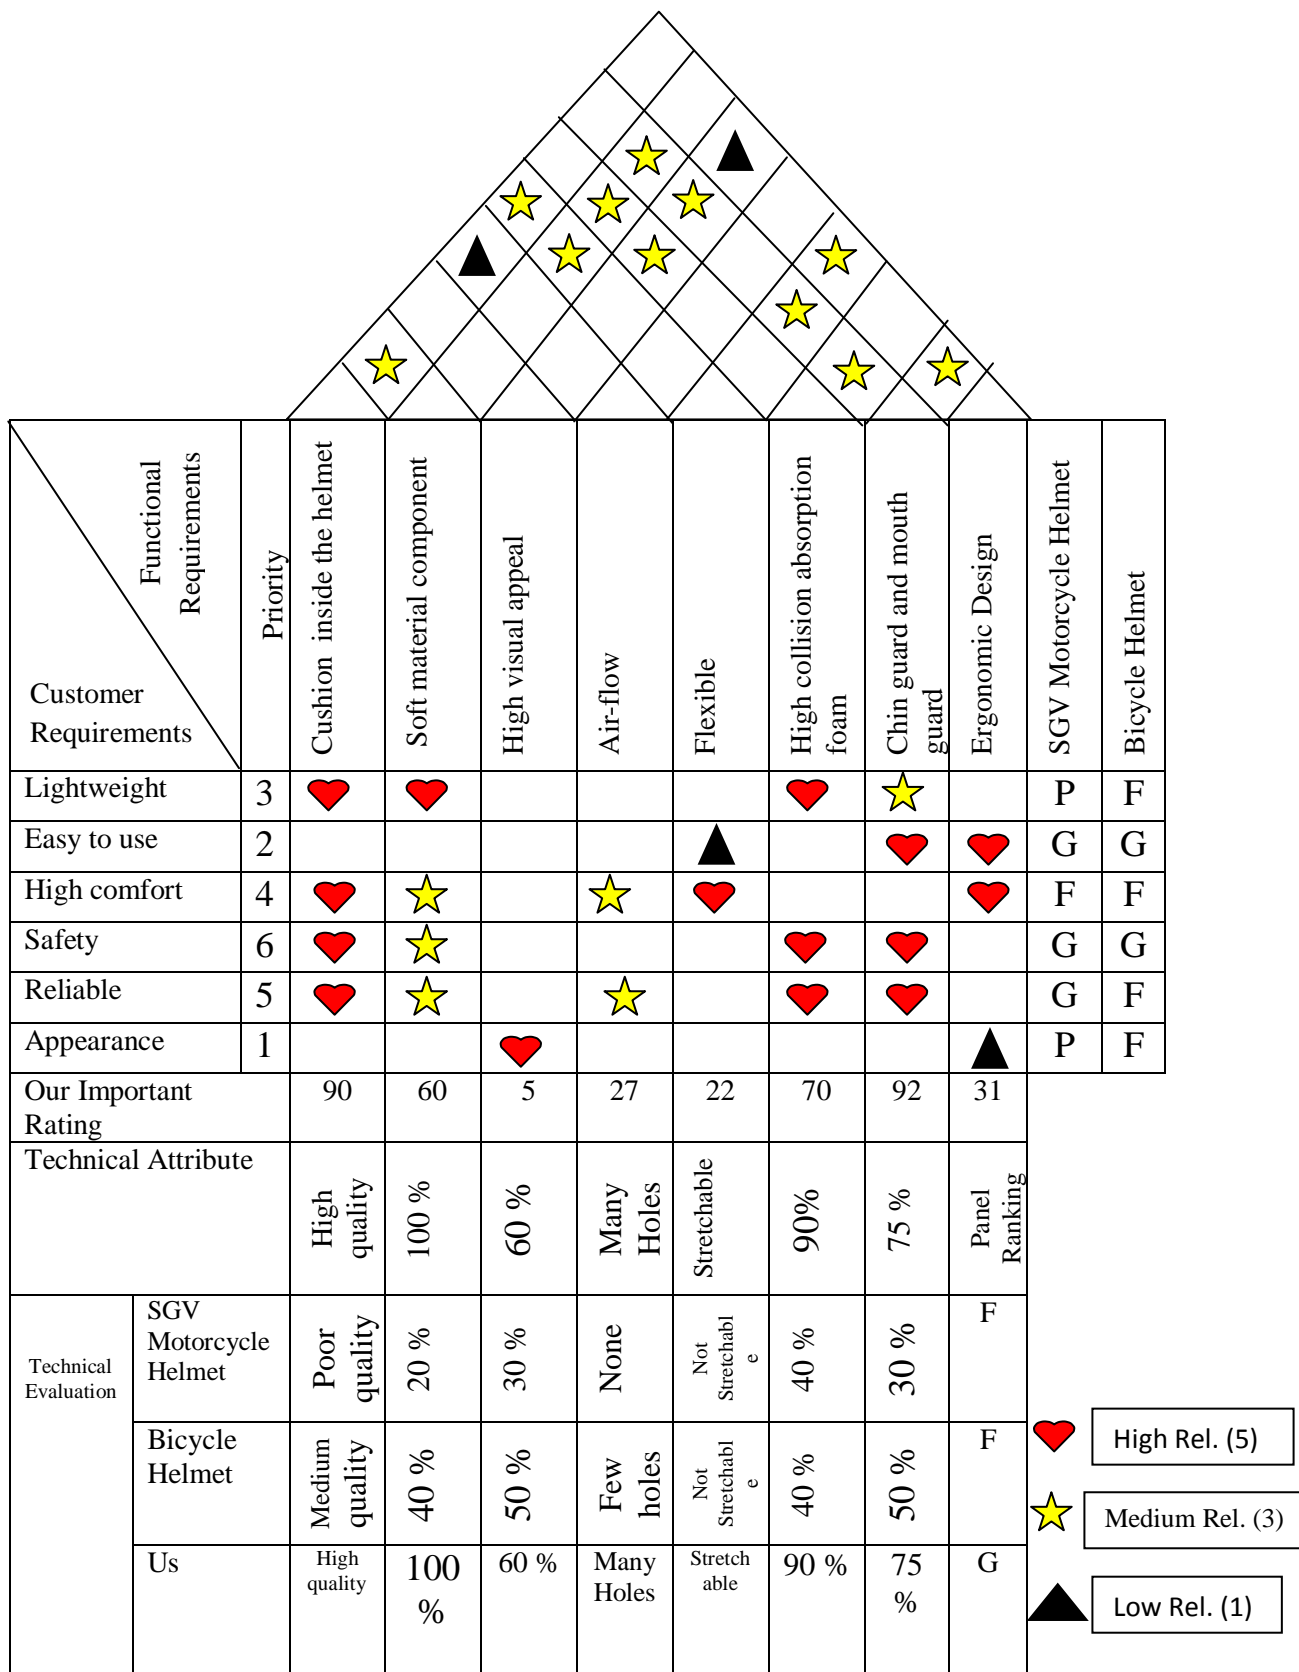 Functional
Requirements
Customer
Requirements
Priority
Cushion inside the helmet
Soft material component
High visual appeal
Air-flow
Flexible
High collision absorption
foam
Chin guard and mouth
guard
Ergonomic Design
SGV Motorcycle Helmet
Bicycle Helmet
Lightweight 3 P F
Easy to use 2 G G
High comfort 4 F F
Safety 6 G G
Reliable 5 G F
Appearance 1 P F
Our Important
Rating
90 60 5 27 22 70 92 31
Technical Attribute
High
quality
100 %
60 %
Many
Holes
Stretchable
90%
75 %
Panel
Ranking
Technical
Evaluation
SGV
Motorcycle
Helmet
Poor
quality
20 %
30 %
None
Not
Stretchabl
e
40 %
30 %
F
Bicycle
Helmet
Medium
quality
40 %
50 %
Few
holes
Not
Stretchabl
e
40 %
50 %
F
Us
High
quality
100
%
60 %
Many
Holes
Stretch
able
90 %
75
%
G
High Rel. (5)
Medium Rel. (3)
Low Rel. (1)